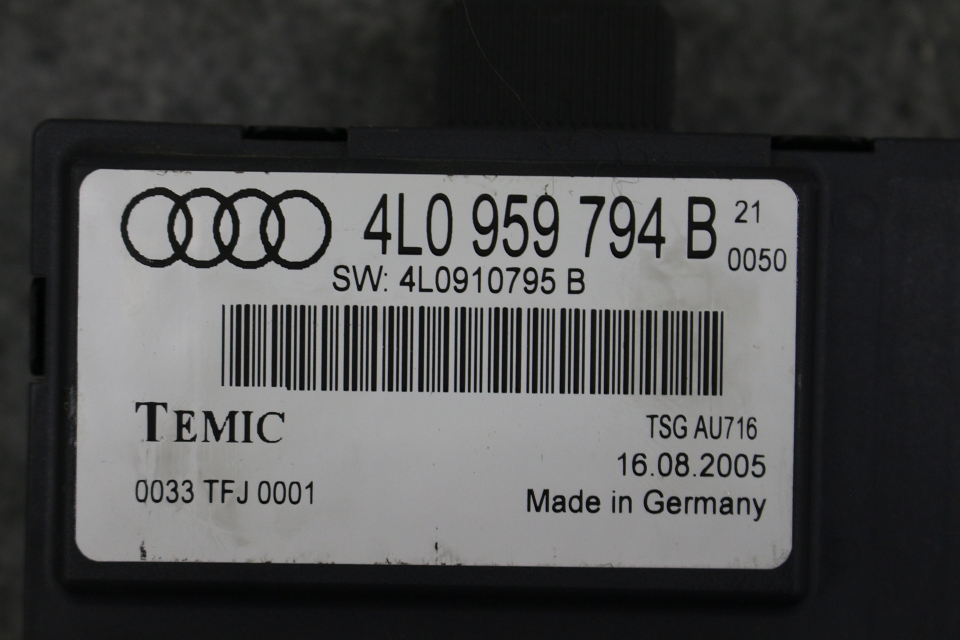 4L0 959 794 B 21
0050
SW: 4L0910795 B
TEMIC
TSG AU716
16.08.2005
0033 TFJ 0001
Made in Germany